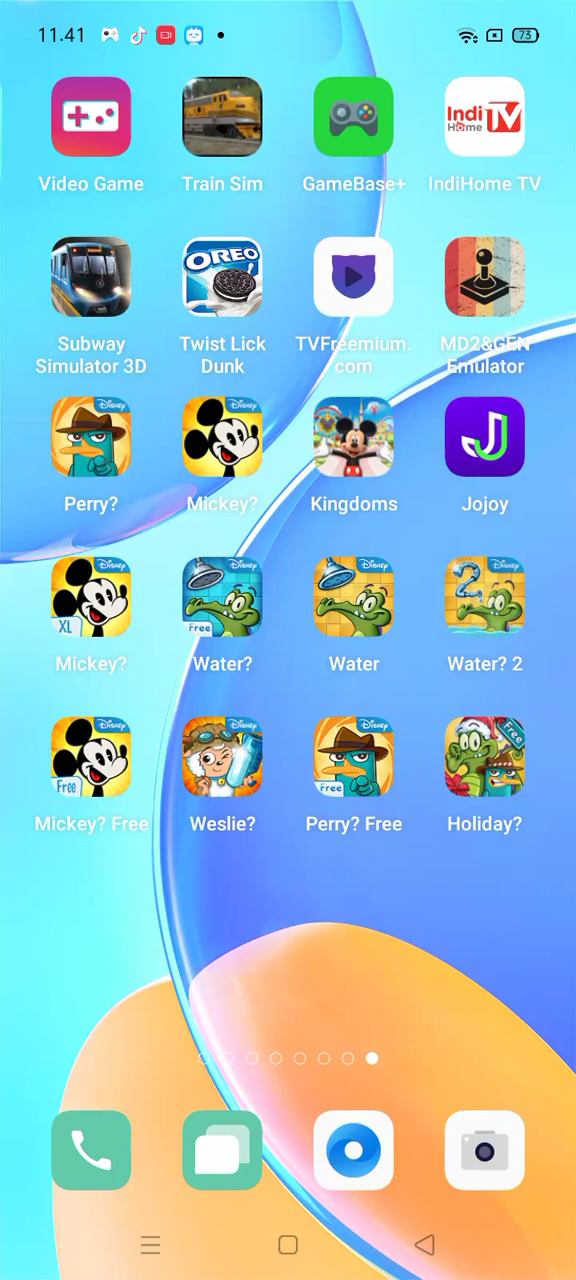 11.41
73
Video Game
Train Sim
GameBase+
Indi
Home
TV
IndiHome TV
OREO
Subway
Simulator 3D
Twist Lick
Dunk
TVFreemium.
com
MD2&GEN
Emulator
Disney
Disney
Perry?
Mickey?
Kingdoms
Jojoy
Disney
XL
Disney
Free
Disney
Disney
2
Mickey?
Water?
Water
Water? 2
Disney
Free
Disney
Disney
Free
Free
Mickey? Free
Weslie?
Perry? Free
Holiday?